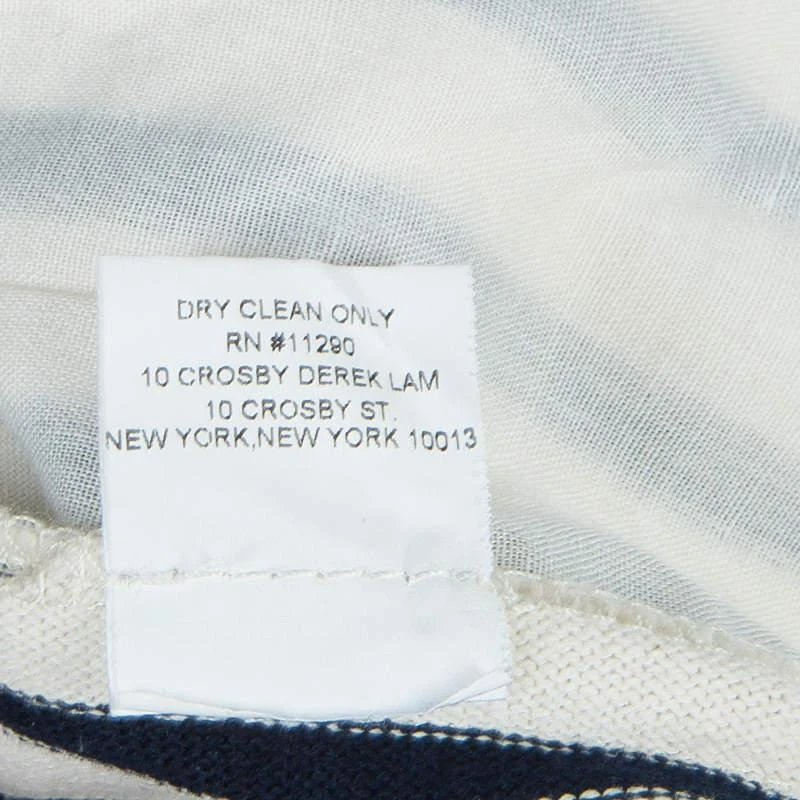 DRY CLEAN ONLY
RN #11290
10 CROSBY DEREK LAM
10 CROSBY ST.
NEW YORK,NEW YORK 10013